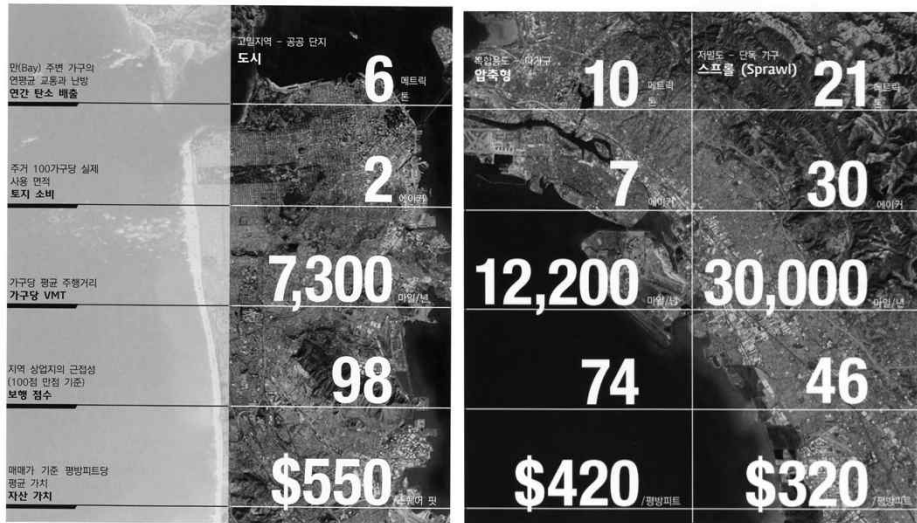 고밀지역 - 공공 단지
도시
복합용도 - 다가구
압축형
저밀도 - 단독 가구
스프롤 (Sprawl)
만(Bay) 주변 가구의
연평균 교통과 난방
연간 탄소 배출
6 메트릭 톤
10 메트릭 톤
21 메트릭 톤
주거 100가구당 실제
사용 면적
토지 소비
2 에이커
7 에이커
30 에이커
가구당 평균 주행거리
가구당 VMT
7,300 마일/년
12,200 마일/년
30,000 마일/년
지역 상업지의 근접성
(100점 만점 기준)
보행 점수
98
74
46
매매가 기준 평방피트당
평균 가치
자산 가치
$550
$420 /평방피트
$320 /평방피트